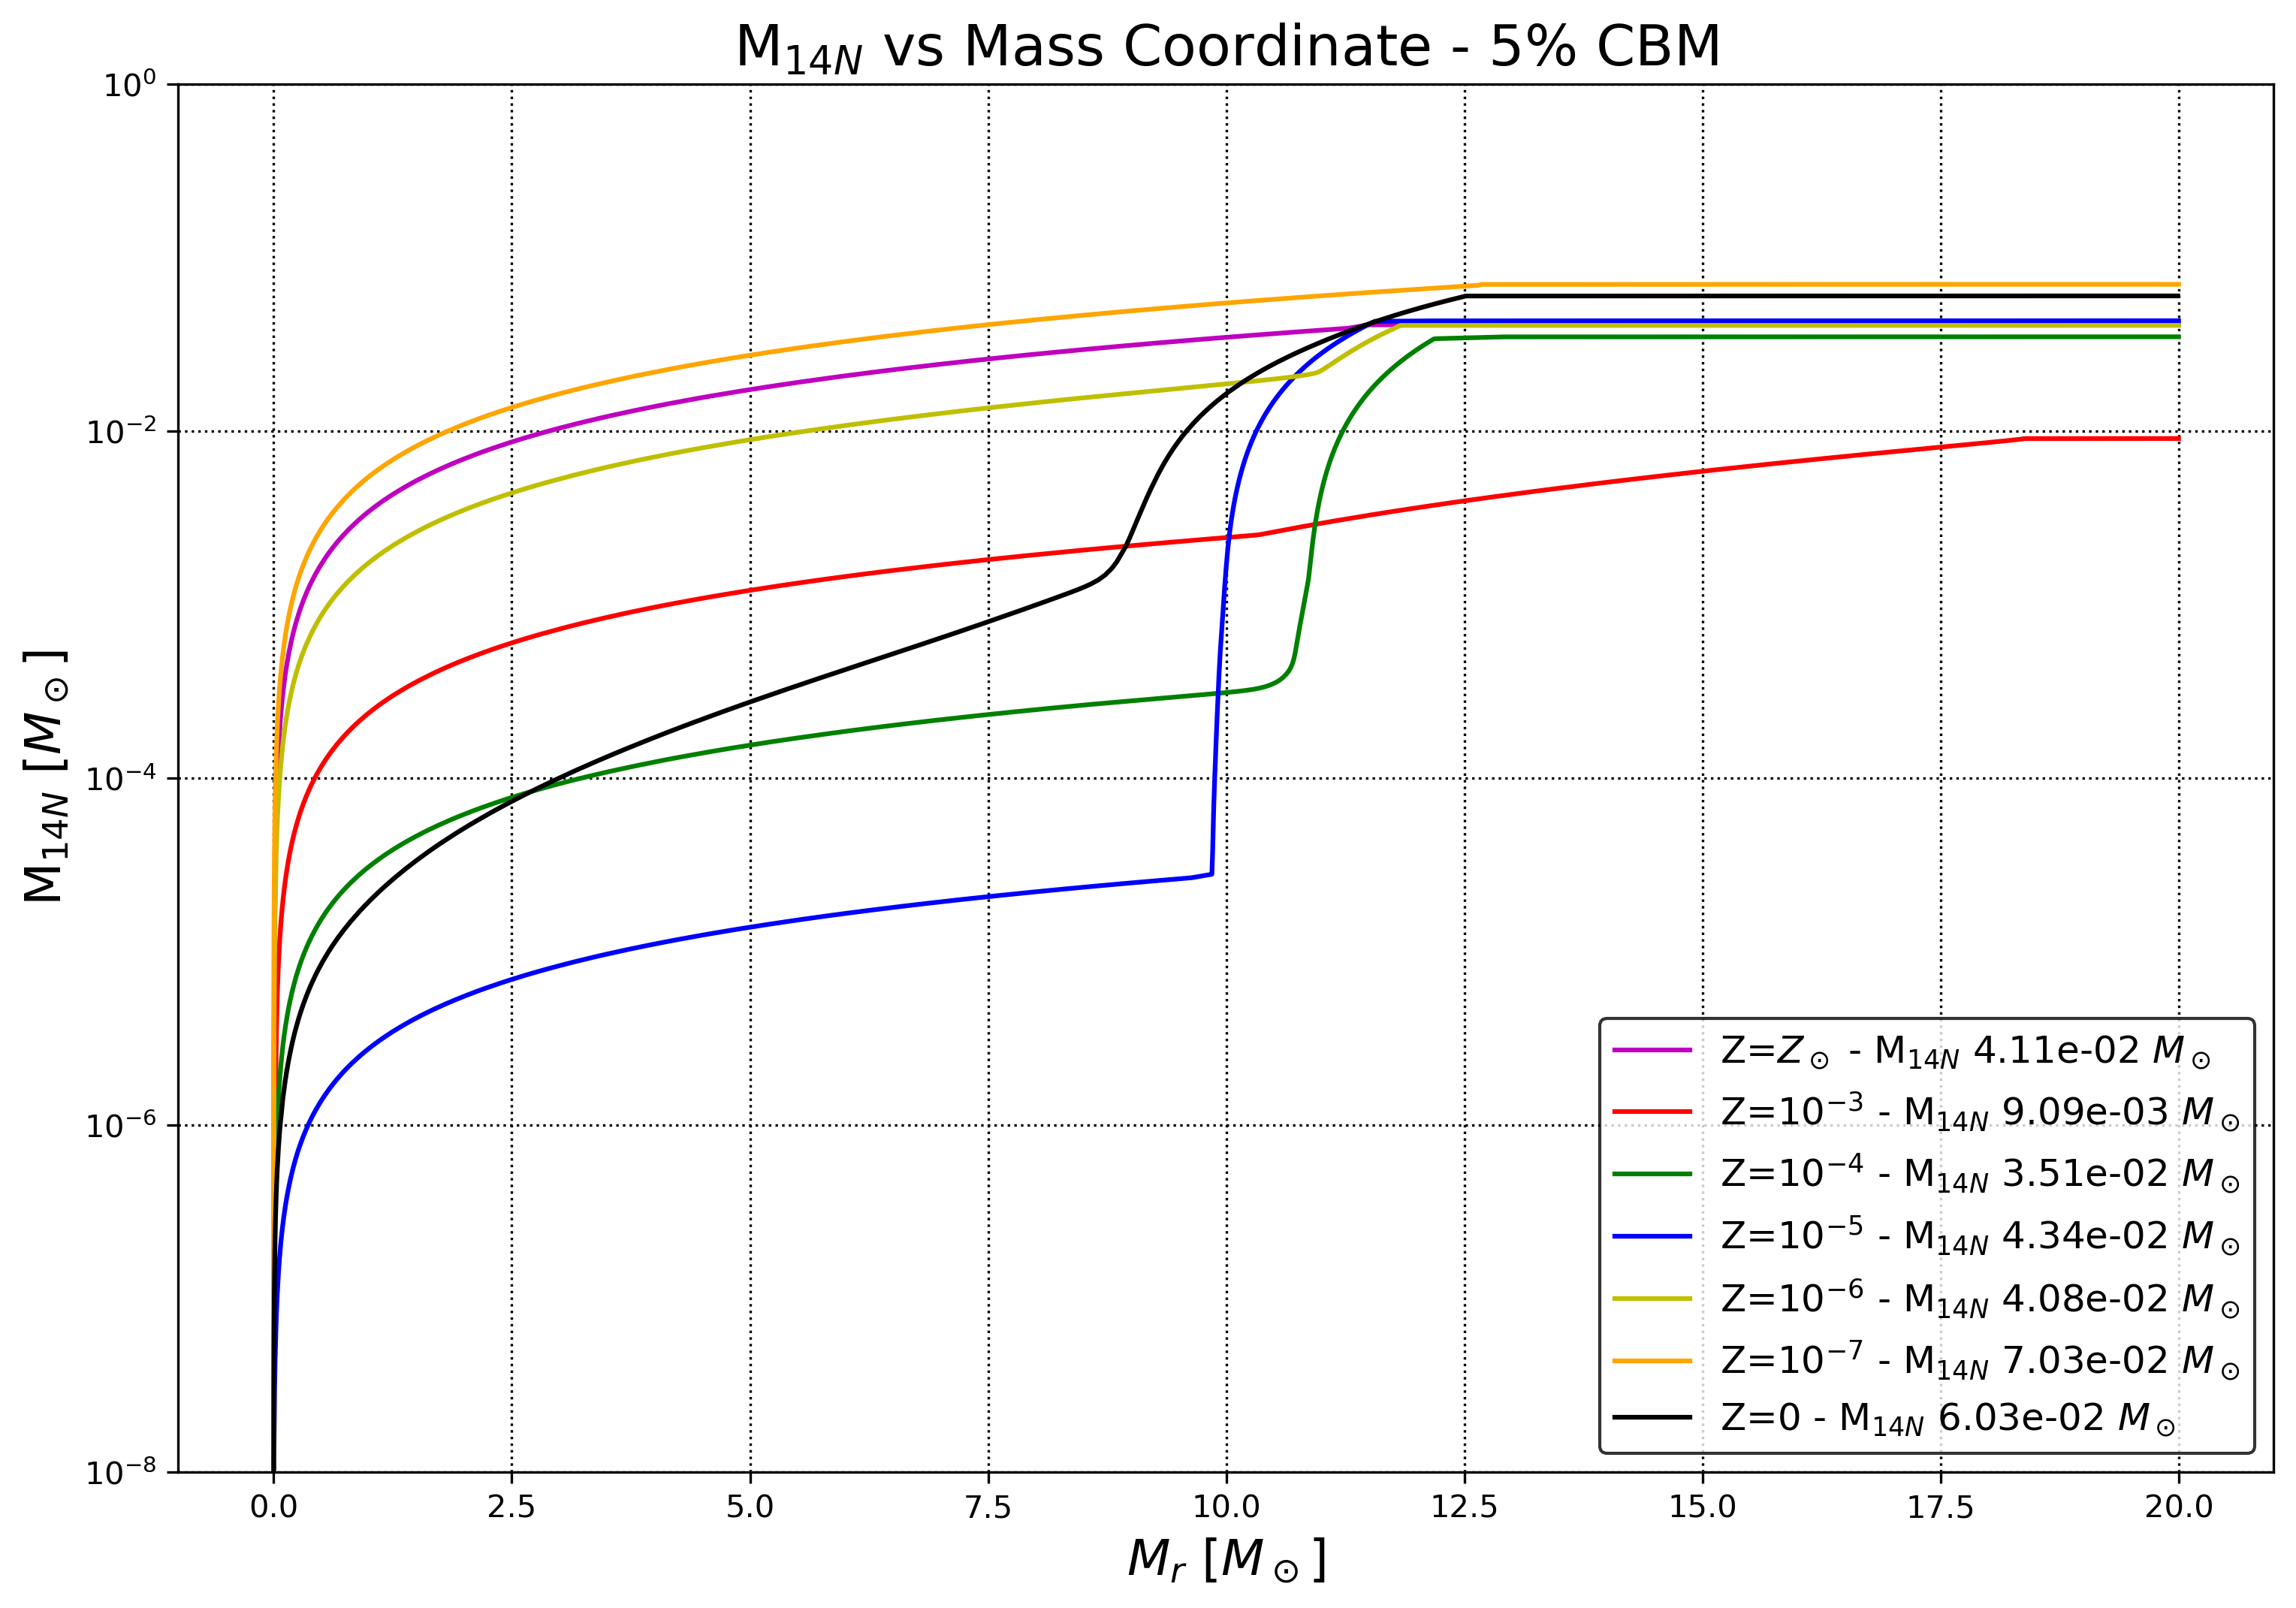 M₁₄N vs Mass Coordinate - 5% CBM
10⁰
10⁻²
10⁻⁴
10⁻⁶
10⁻⁸
M₁₄N [M⊙]
0.0 2.5 5.0 7.5 10.0 12.5 15.0 17.5 20.0
Mᵣ [M⊙]
Z=Z⊙ - M₁₄N 4.11e-02 M⊙
Z=10⁻³ - M₁₄N 9.09e-03 M⊙
Z=10⁻⁴ - M₁₄N 3.51e-02 M⊙
Z=10⁻⁵ - M₁₄N 4.34e-02 M⊙
Z=10⁻⁶ - M₁₄N 4.08e-02 M⊙
Z=10⁻⁷ - M₁₄N 7.03e-02 M⊙
Z=0 - M₁₄N 6.03e-02 M⊙